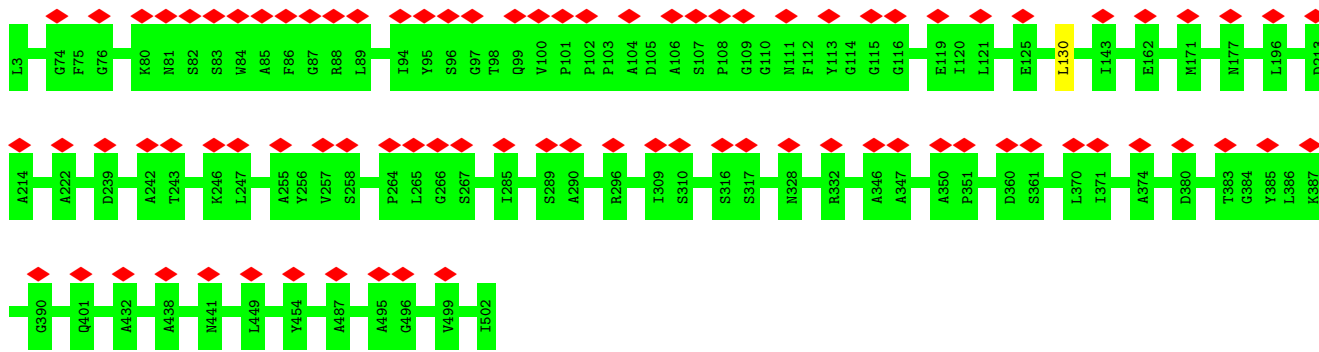 L3 G74 F75 G76 K80 N81 S82 S83 W84 A85 F86 G87 R88 L89 I94 Y95 S96 G97 T98 Q99 V100 P101 P102 P103 A104 D105 A106 S107 P108 G109 G110 N111 F112 Y113 G114 G115 G116 E119 I120 L121 E125 L130 I143 E162 M171 N177 L196 D213
A214 A222 D239 A242 T243 K246 L247 A255 Y256 V257 S258 P264 L265 G266 S267 I285 S289 A290 R296 I309 S310 S316 S317 N328 R332 A346 A347 A350 P351 D360 S361 L370 I371 A374 D380 T383 G384 Y385 L386 K387
G390 Q401 A432 A438 N441 L449 Y454 A487 A495 G496 V499 I502